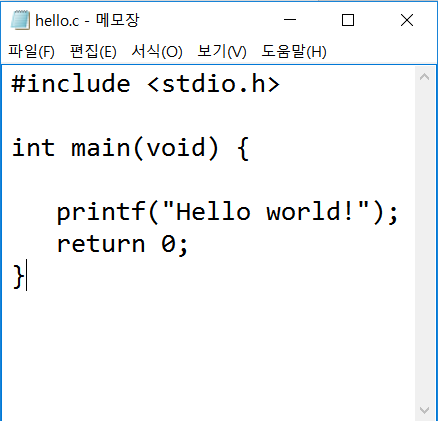 hello.c - 메모장
파일(F) 편집(E) 서식(O) 보기(V) 도움말(H)
#include <stdio.h>

int main(void) {

   printf("Hello world!");
   return 0;
}